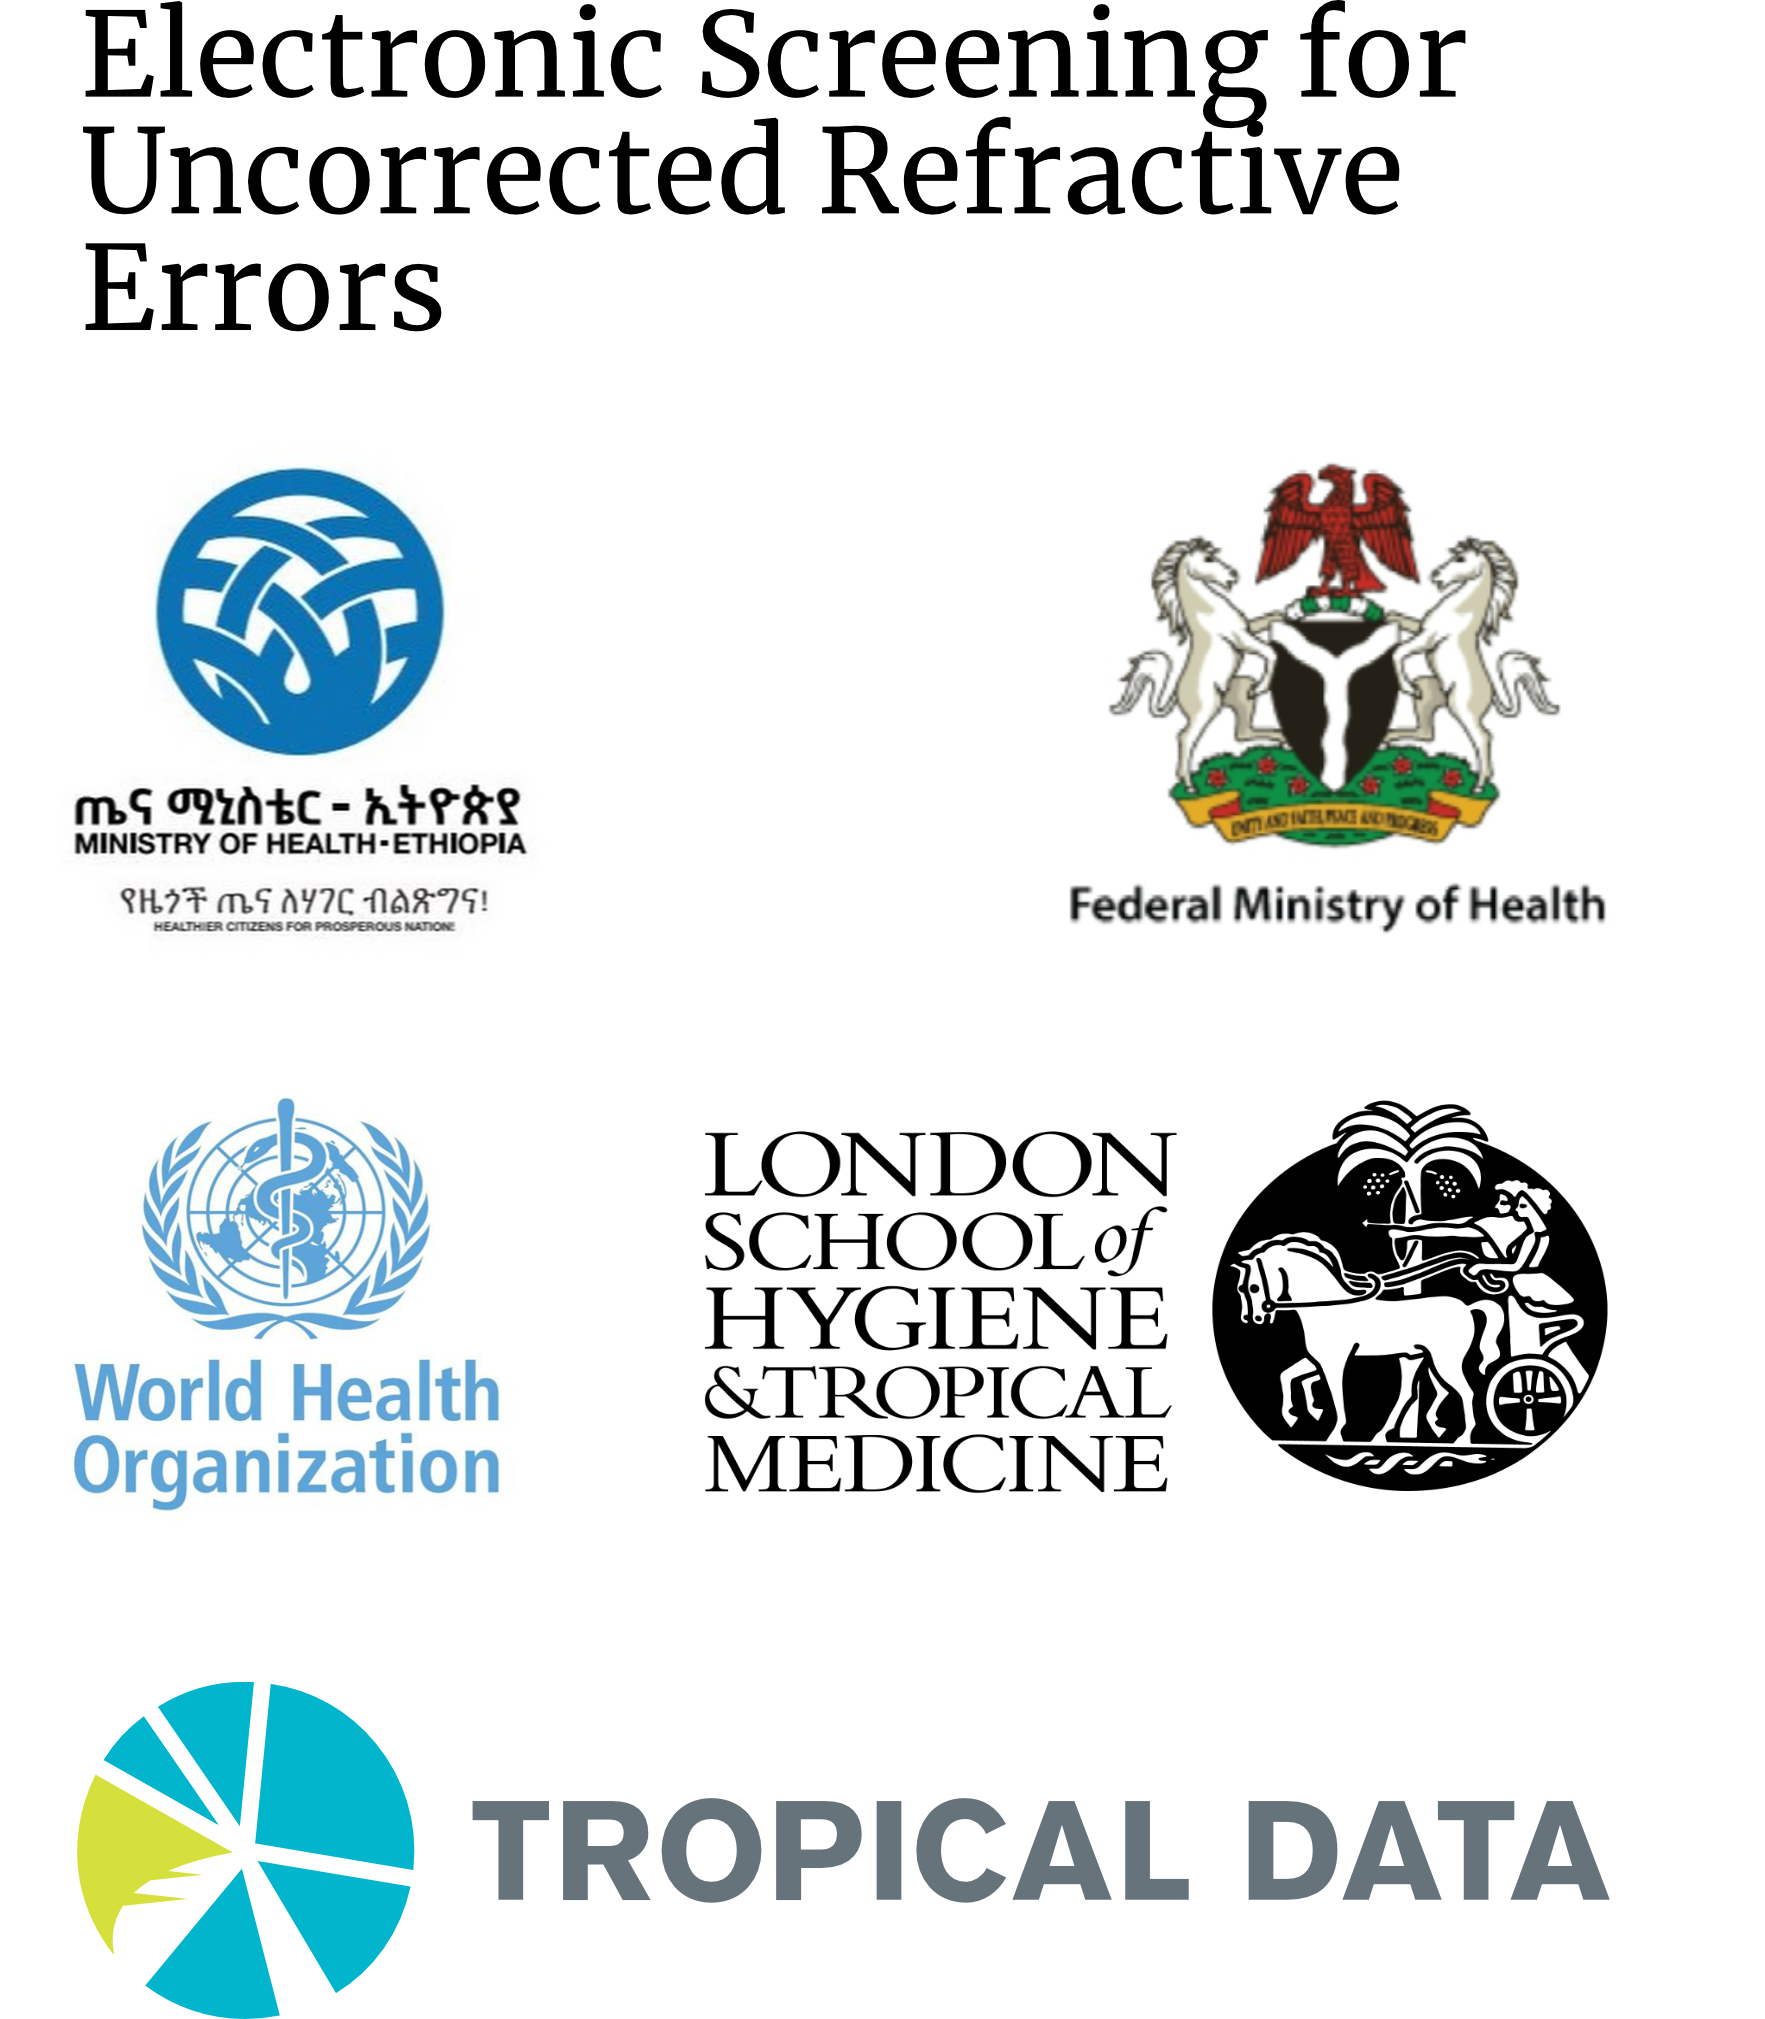 Electronic Screening for
Uncorrected Refractive
Errors
ጤና ሚኒስቴር - ኢትዮጵያ
MINISTRY OF HEALTH-ETHIOPIA
የዜጎች ጤና ለሃገር ብልጽግና!
HEALTHIER CITIZENS FOR PROSPEROUS NATION!
UNITY AND FAITH, PEACE AND PROGRESS
Federal Ministry of Health
World Health
Organization
LONDON
SCHOOL of
HYGIENE
&TROPICAL
MEDICINE
TROPICAL DATA